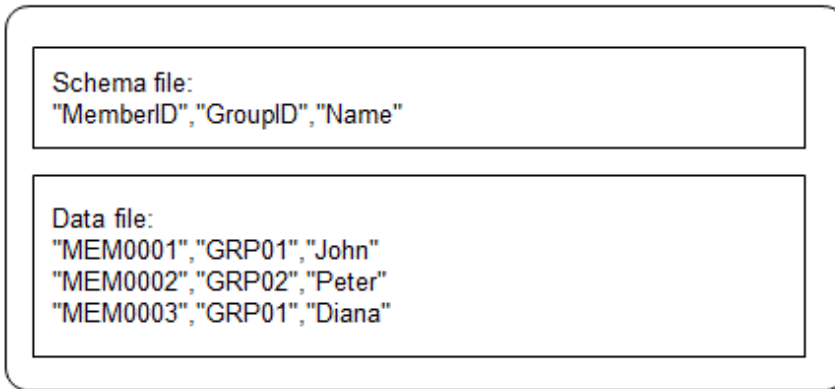 Schema file:
"MemberID","GroupID","Name"
Data file:
"MEM0001","GRP01","John"
"MEM0002","GRP02","Peter"
"MEM0003","GRP01","Diana"